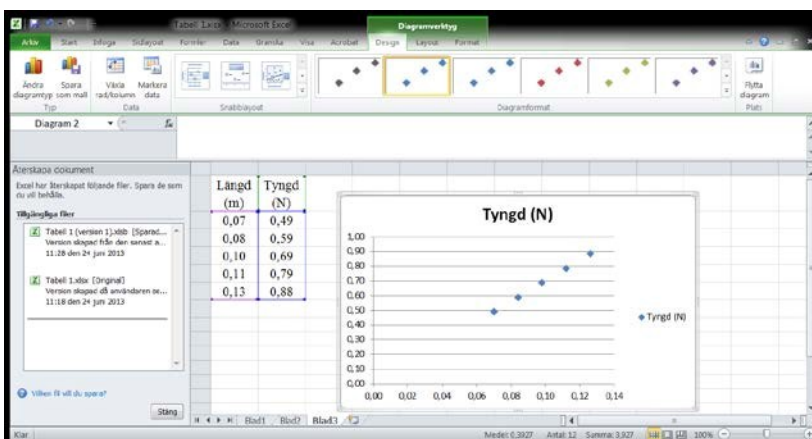 Tabell 1.xlsx - Microsoft Excel
Diagramverktyg
Arkiv Start Infoga Sidlayout Formler Data Granska Visa Acrobat Design Layout Format
Ändra diagramtyp
Spara som mall
Växla rad/kolumn
Markera data
Flytta diagram
Typ Data Snabblayout Diagramformat Plats
Diagram 2
fx
Återskapa dokument
Excel har återskapat följande filer. Spara de som
du vill behålla.
Tillgängliga filer
Tabell 1 (version 1).xlsb [Sparad...
Version skapad från den senast a...
11:28 den 24 juni 2013
Tabell 1.xlsx [Original]
Version skapad då användaren se...
11:18 den 24 juni 2013
Vilken fil vill du spara?
Stäng
Längd Tyngd
(m) (N)
0,07 0,49
0,08 0,59
0,10 0,69
0,11 0,79
0,13 0,88
Tyngd (N)
1,00
0,90
0,80
0,70
0,60
0,50
0,40
0,30
0,20
0,10
0,00
0,00 0,02 0,04 0,06 0,08 0,10 0,12 0,14
Tyngd (N)
Blad1 Blad2 Blad3
Klar
Medel: 0,3927 Antal: 12 Summa: 3,927 100%